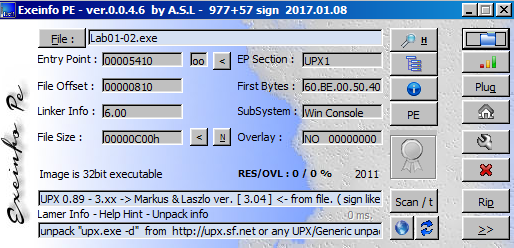 Exeinfo PE - ver.0.0.4.6 by A.S.L - 977+57 sign 2017.01.08
File : Lab01-02.exe H
Entry Point : 00005410 oo < EP Section : UPX1
File Offset : 00000810 First Bytes : 60.BE.00.50.40 Plug
Linker Info : 6.00 SubSystem : Win Console PE
File Size : 00000C00h < N Overlay : NO 00000000
Image is 32bit executable RES/OVL : 0 / 0 % 2011
UPX 0.89 - 3.xx -> Markus & Laszlo ver. [ 3.04 ] <- from file. ( sign like Scan / t Rip
Lamer Info - Help Hint - Unpack info 0 ms.
unpack "upx.exe -d" from http://upx.sf.net or any UPX/Generic unpac >>
Exeinfo Pe